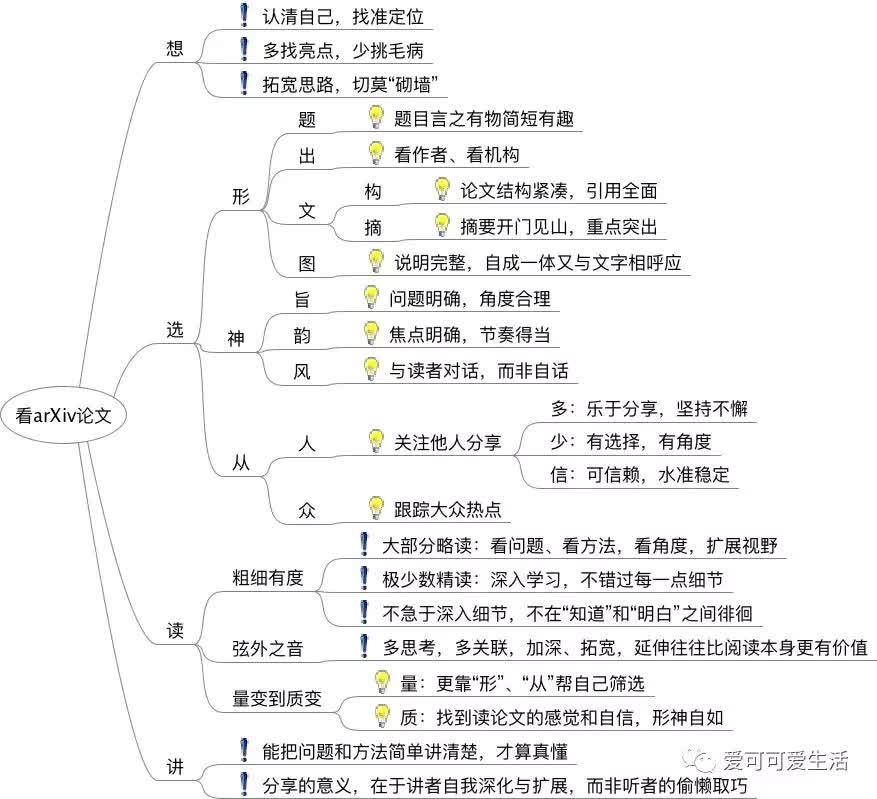 看arXiv论文
想
认清自己，找准定位
多找亮点，少挑毛病
拓宽思路，切莫“砌墙”
选
形
题
题目言之有物简短有趣
出
看作者、看机构
文
构
论文结构紧凑，引用全面
摘
摘要开门见山，重点突出
图
说明完整，自成一体又与文字相呼应
神
旨
问题明确，角度合理
韵
焦点明确，节奏得当
风
与读者对话，而非自话
从
人
关注他人分享
多：乐于分享，坚持不懈
少：有选择，有角度
信：可信赖，水准稳定
众
跟踪大众热点
读
粗细有度
大部分略读：看问题、看方法，看角度，扩展视野
极少数精读：深入学习，不错过每一点细节
不急于深入细节，不在“知道”和“明白”之间徘徊
弦外之音
多思考，多关联，加深、拓宽，延伸往往比阅读本身更有价值
量变到质变
量：更靠“形”、“从”帮自己筛选
质：找到读论文的感觉和自信，形神自如
讲
能把问题和方法简单讲清楚，才算真懂
分享的意义，在于讲者自我深化与扩展，而非听者的偷懒取巧
爱可可爱生活